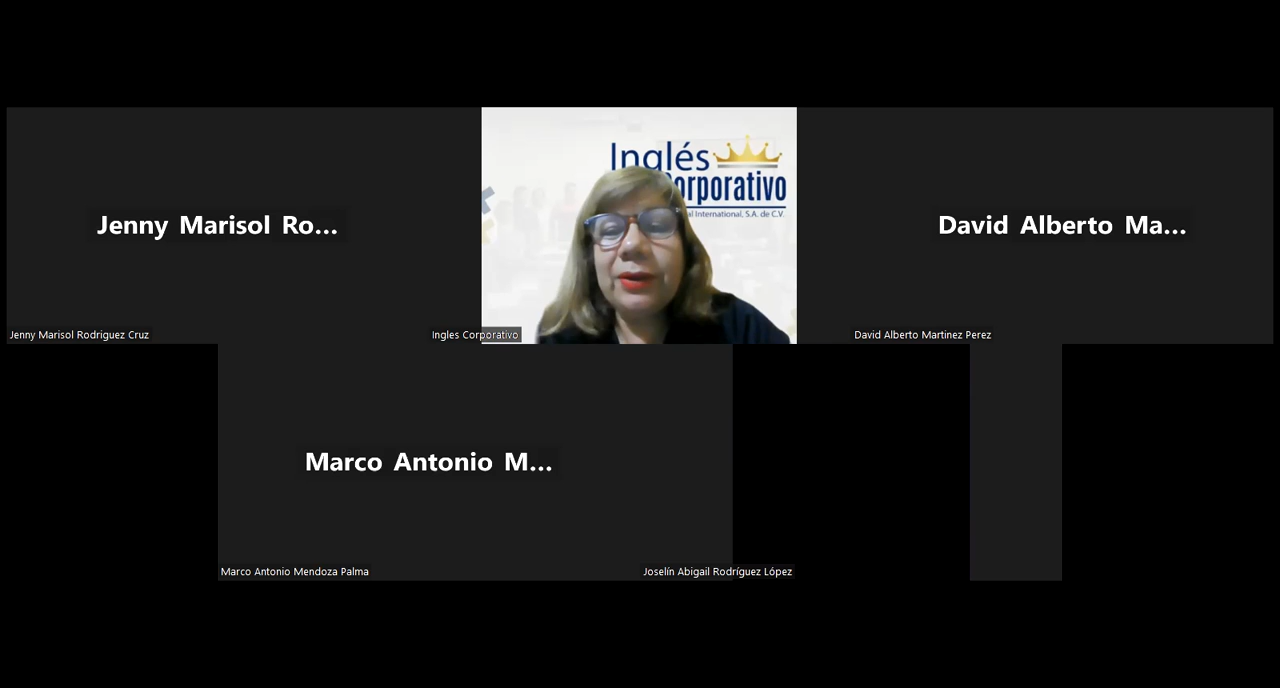 Jenny Marisol Ro...
Jenny Marisol Rodriguez Cruz
Inglés
Corporativo
al International, S.A. de C.V.
Ingles Corporativo
David Alberto Ma...
David Alberto Martinez Perez
Marco Antonio M...
Marco Antonio Mendoza Palma
Joselín Abigail Rodríguez López